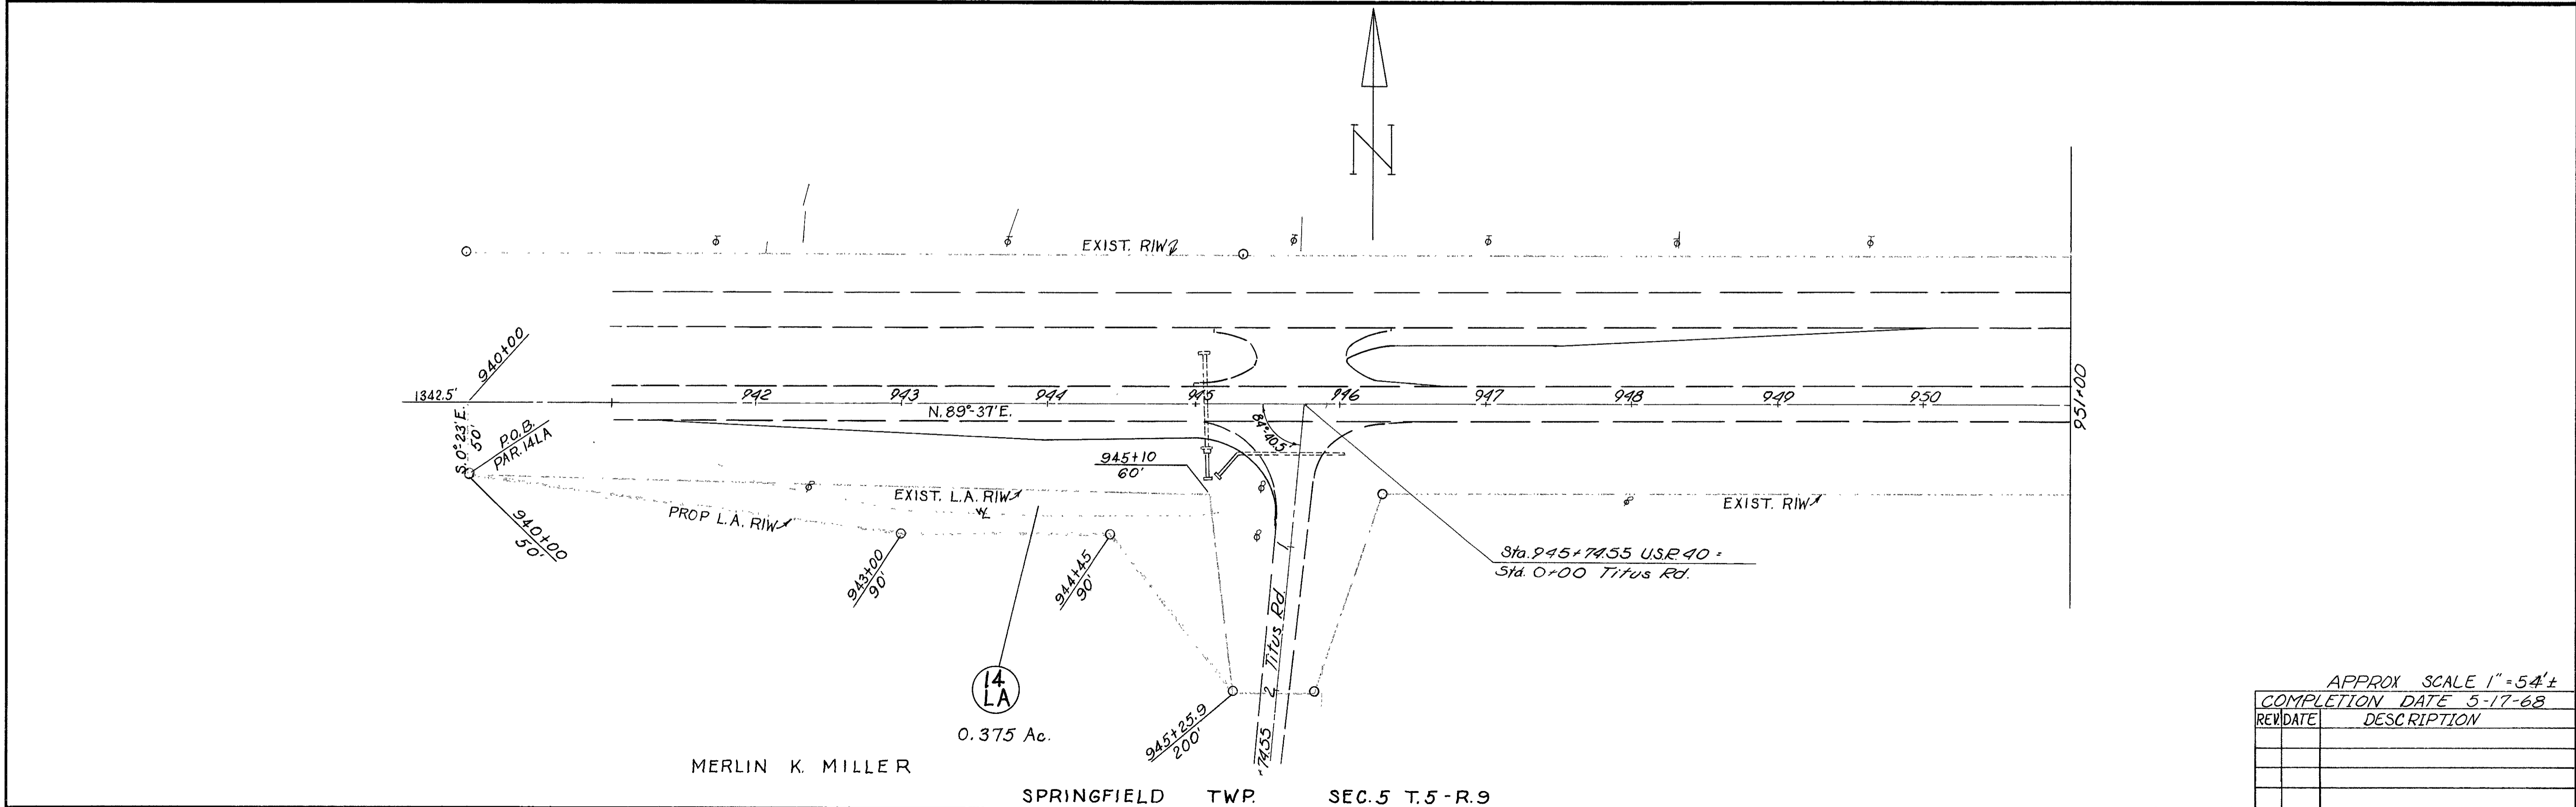 N
EXIST. R/W
940+00
1342.5'
942
943
944
945
946
947
948
949
950
951+00
N. 89°-37'E.
S. 0°23'E.
50'
P.O.B.
PAR. 14LA
84°-40.5'
945+10
60'
EXIST. L.A. R/W
PROP L.A. R/W
EXIST. R/W
940+00
50'
943+00
90'
944+45
90'
Sta. 945+74.55 U.S.R. 40 =
Sta. 0+00 Titus Rd.
1
2 Titus Rd.
14
LA
0.375 Ac.
945+25.9
200'
MERLIN K. MILLER
SPRINGFIELD TWP. SEC. 5 T. 5 - R. 9
APPROX SCALE 1" = 54'±
COMPLETION DATE 5-17-68
REV. DATE DESCRIPTION